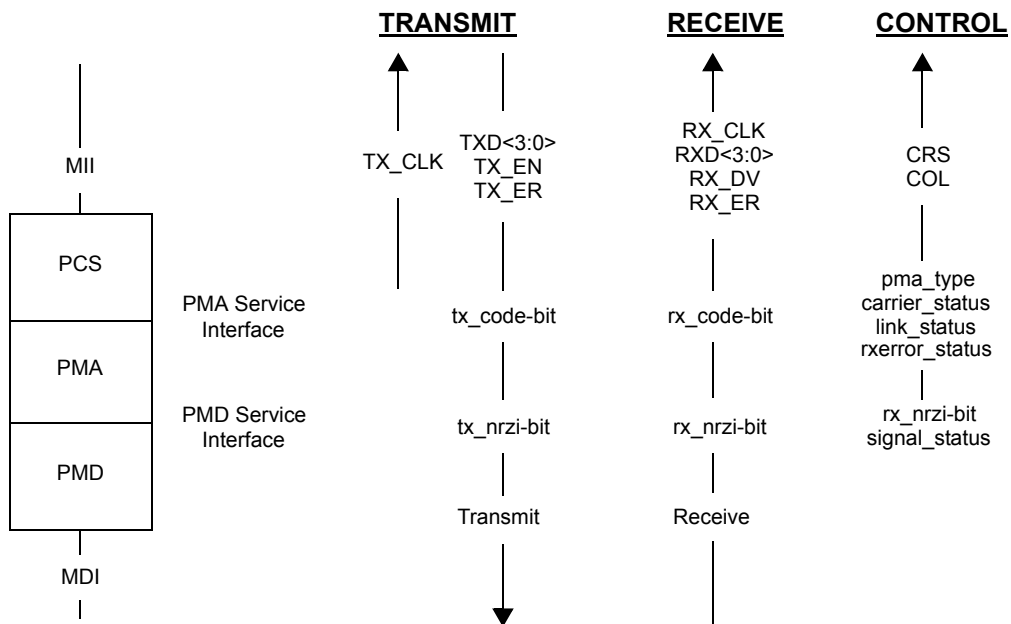 TRANSMIT
RECEIVE
CONTROL
MII
TX_CLK
TXD<3:0>
TX_EN
TX_ER
RX_CLK
RXD<3:0>
RX_DV
RX_ER
CRS
COL
PCS
PMA Service
Interface
tx_code-bit
rx_code-bit
pma_type
carrier_status
link_status
rxerror_status
PMA
PMD Service
Interface
tx_nrzi-bit
rx_nrzi-bit
rx_nrzi-bit
signal_status
PMD
Transmit
Receive
MDI